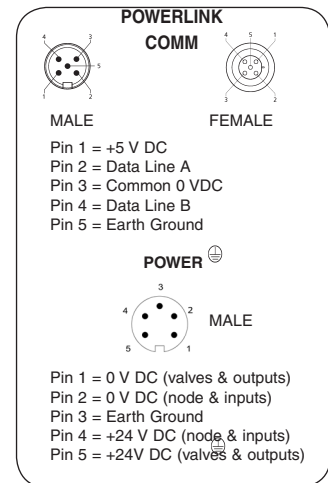 POWERLINK
COMM
4 3
5
1 2
4 5 1
3 2
MALE FEMALE
Pin 1 = +5 V DC
Pin 2 = Data Line A
Pin 3 = Common 0 VDC
Pin 4 = Data Line B
Pin 5 = Earth Ground
POWER
3
4 2
MALE
5 1
Pin 1 = 0 V DC (valves & outputs)
Pin 2 = 0 V DC (node & inputs)
Pin 3 = Earth Ground
Pin 4 = +24 V DC (node & inputs)
Pin 5 = +24V DC (valves & outputs)